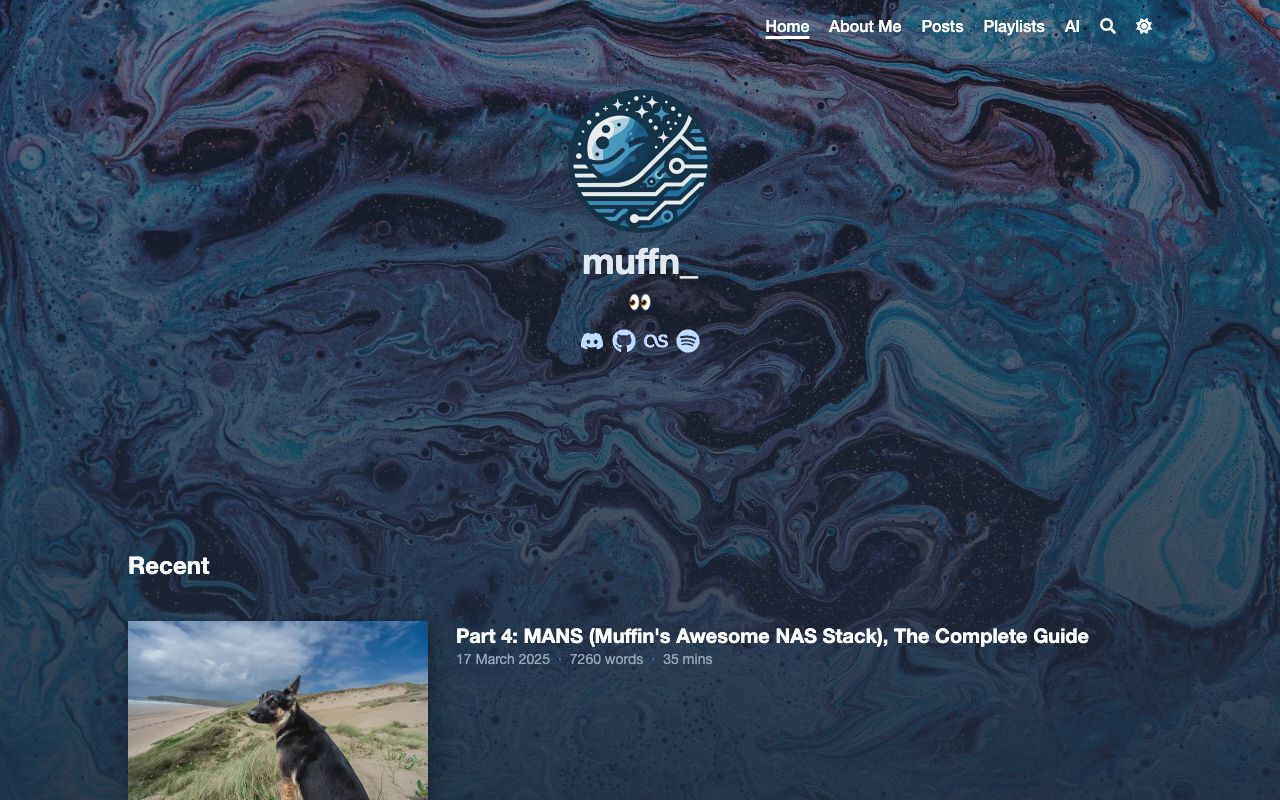 Home About Me Posts Playlists AI
muffn_
👀
Recent
Part 4: MANS (Muffin's Awesome NAS Stack), The Complete Guide
17 March 2025 · 7260 words · 35 mins